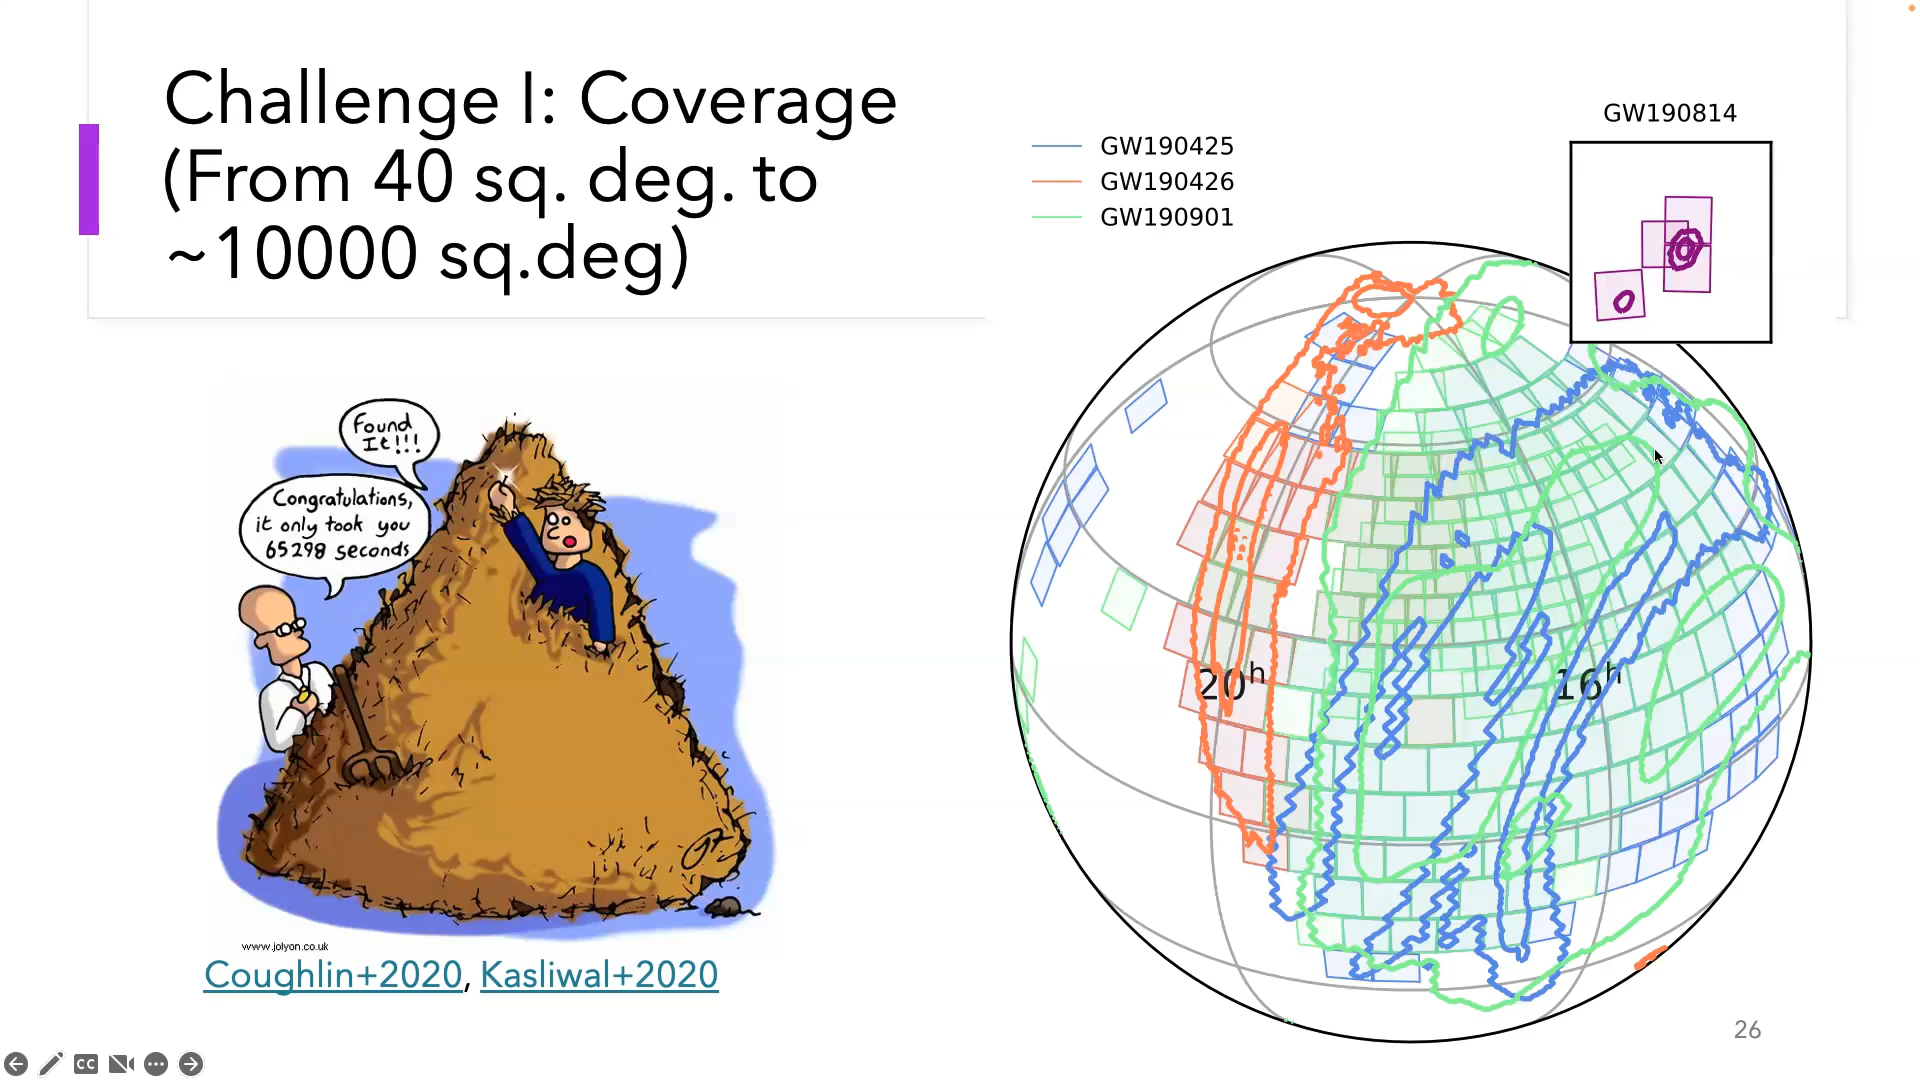 Challenge I: Coverage
(From 40 sq. deg. to
~10000 sq.deg)
GW190425
GW190426
GW190901
GW190814
Found
It!!!
Congratulations,
it only took you
65298 seconds
20h
16h
www.jolyon.co.uk
Coughlin+2020, Kasliwal+2020
26
CC